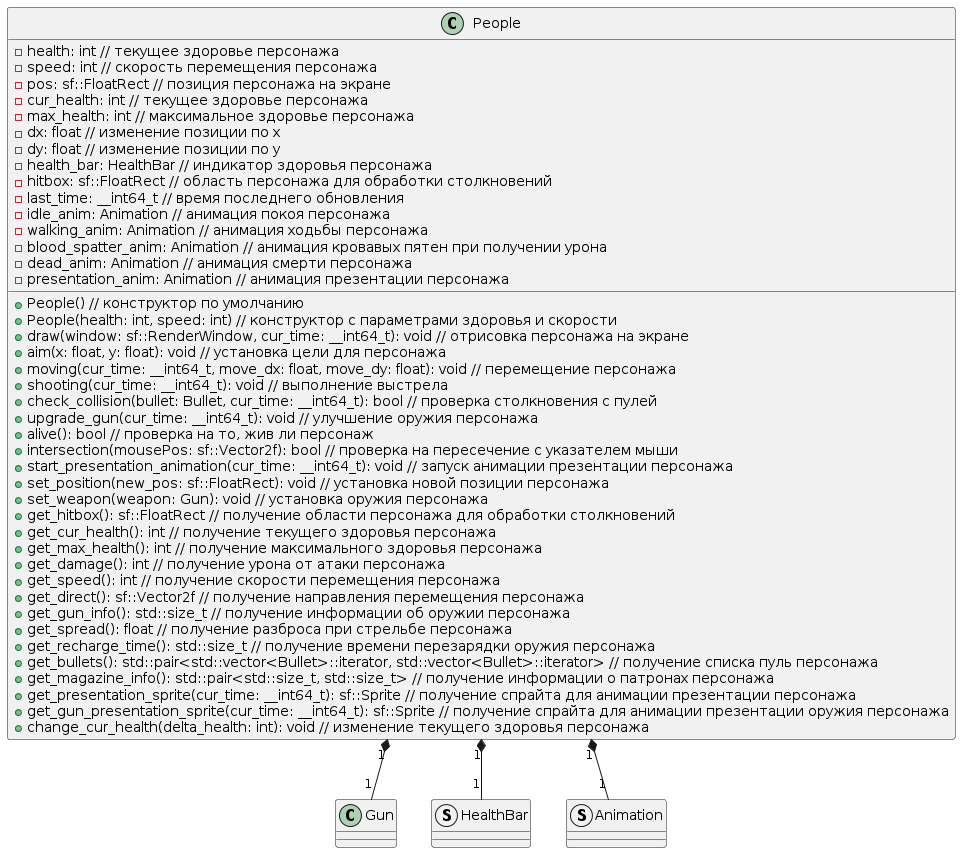 C People
health: int // текущее здоровье персонажа
speed: int // скорость перемещения персонажа
pos: sf::FloatRect // позиция персонажа на экране
cur_health: int // текущее здоровье персонажа
max_health: int // максимальное здоровье персонажа
dx: float // изменение позиции по x
dy: float // изменение позиции по y
health_bar: HealthBar // индикатор здоровья персонажа
hitbox: sf::FloatRect // область персонажа для обработки столкновений
last_time: __int64_t // время последнего обновления
idle_anim: Animation // анимация покоя персонажа
walking_anim: Animation // анимация ходьбы персонажа
blood_spatter_anim: Animation // анимация кровавых пятен при получении урона
dead_anim: Animation // анимация смерти персонажа
presentation_anim: Animation // анимация презентации персонажа
People() // конструктор по умолчанию
People(health: int, speed: int) // конструктор с параметрами здоровья и скорости
draw(window: sf::RenderWindow, cur_time: __int64_t): void // отрисовка персонажа на экране
aim(x: float, y: float): void // установка цели для персонажа
moving(cur_time: __int64_t, move_dx: float, move_dy: float): void // перемещение персонажа
shooting(cur_time: __int64_t): void // выполнение выстрела
check_collision(bullet: Bullet, cur_time: __int64_t): bool // проверка столкновения с пулей
upgrade_gun(cur_time: __int64_t): void // улучшение оружия персонажа
alive(): bool // проверка на то, жив ли персонаж
intersection(mousePos: sf::Vector2f): bool // проверка на пересечение с указателем мыши
start_presentation_animation(cur_time: __int64_t): void // запуск анимации презентации персонажа
set_position(new_pos: sf::FloatRect): void // установка новой позиции персонажа
set_weapon(weapon: Gun): void // установка оружия персонажа
get_hitbox(): sf::FloatRect // получение области персонажа для обработки столкновений
get_cur_health(): int // получение текущего здоровья персонажа
get_max_health(): int // получение максимального здоровья персонажа
get_damage(): int // получение урона от атаки персонажа
get_speed(): int // получение скорости перемещения персонажа
get_direct(): sf::Vector2f // получение направления перемещения персонажа
get_gun_info(): std::size_t // получение информации об оружии персонажа
get_spread(): float // получение разброса при стрельбе персонажа
get_recharge_time(): std::size_t // получение времени перезарядки оружия персонажа
get_bullets(): std::pair<std::vector<Bullet>::iterator, std::vector<Bullet>::iterator> // получение списка пуль персонажа
get_magazine_info(): std::pair<std::size_t, std::size_t> // получение информации о патронах персонажа
get_presentation_sprite(cur_time: __int64_t): sf::Sprite // получение спрайта для анимации презентации персонажа
get_gun_presentation_sprite(cur_time: __int64_t): sf::Sprite // получение спрайта для анимации презентации оружия персонажа
change_cur_health(delta_health: int): void // изменение текущего здоровья персонажа
1 1 1
1 1 1
C Gun
S HealthBar
S Animation